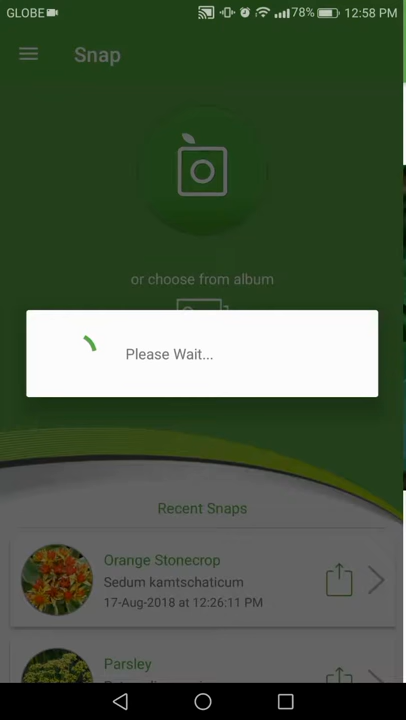 GLOBE 78% 12:58 PM
Snap
or choose from album
Please Wait...
Recent Snaps
Orange Stonecrop
Sedum kamtschaticum
17-Aug-2018 at 12:26:11 PM
Parsley